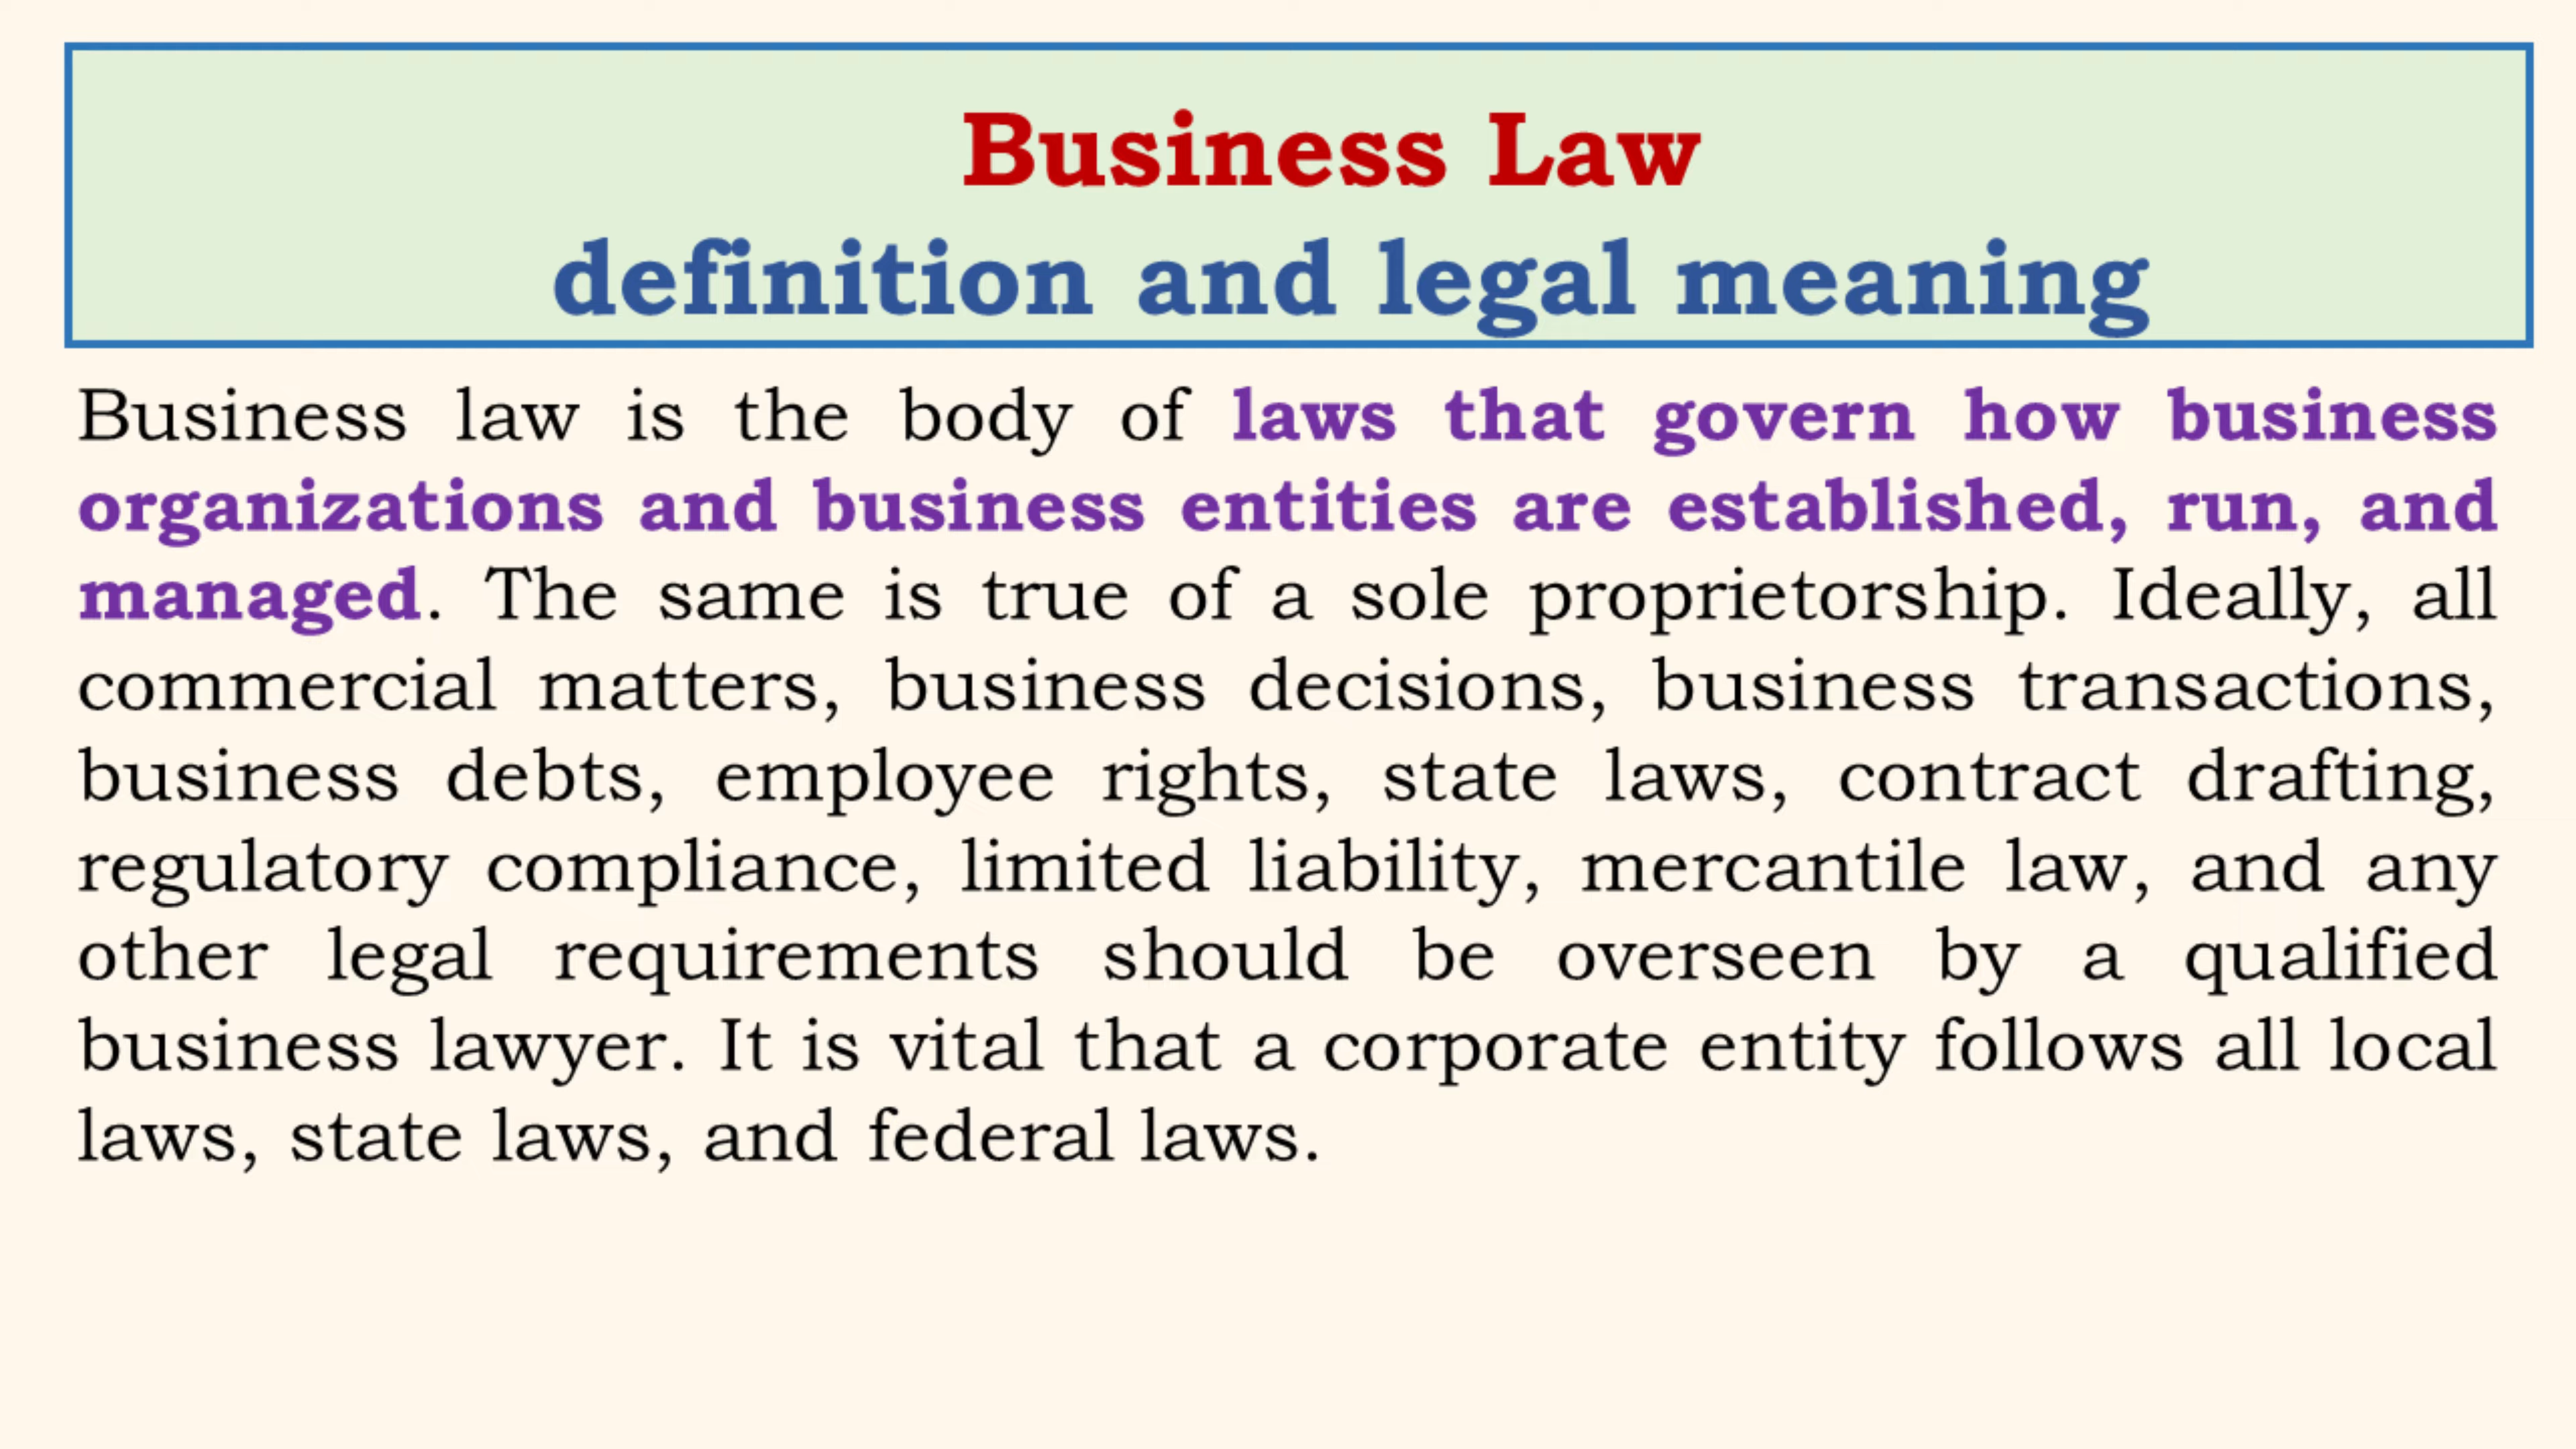 Business Law
definition and legal meaning
Business law is the body of laws that govern how business
organizations and business entities are established, run, and
managed. The same is true of a sole proprietorship. Ideally, all
commercial matters, business decisions, business transactions,
business debts, employee rights, state laws, contract drafting,
regulatory compliance, limited liability, mercantile law, and any
other legal requirements should be overseen by a qualified
business lawyer. It is vital that a corporate entity follows all local
laws, state laws, and federal laws.